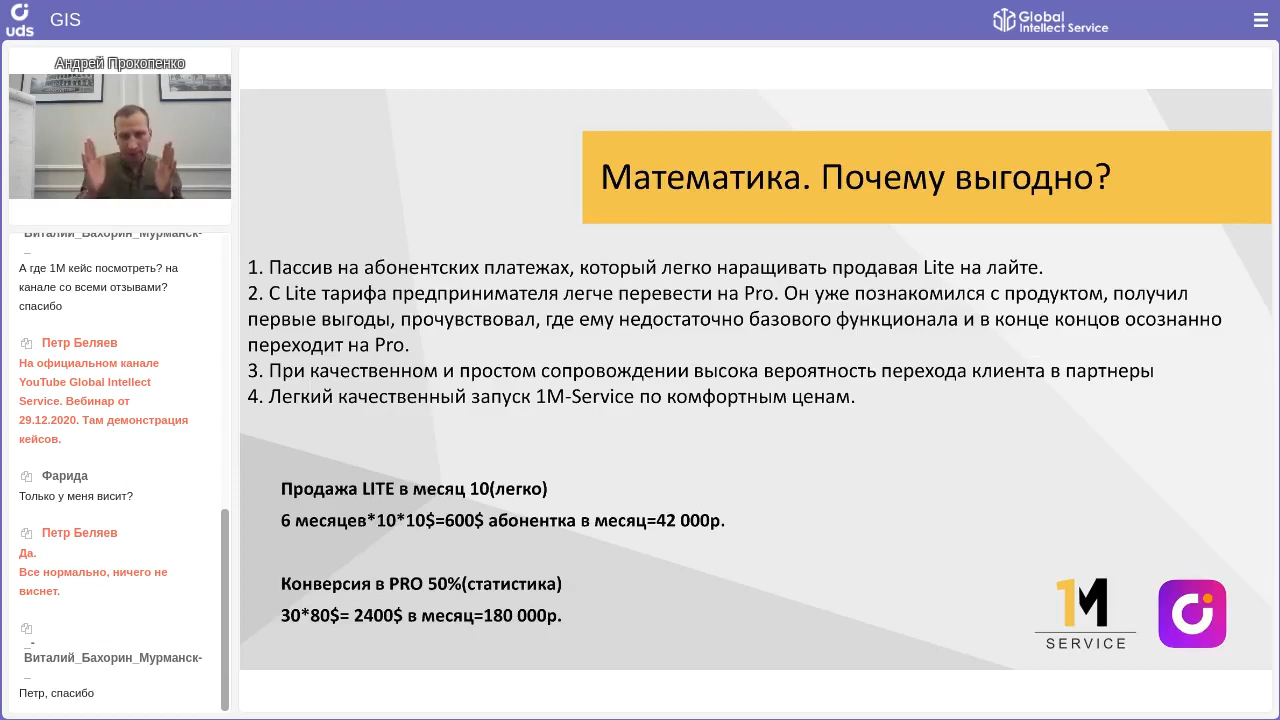 uds
GIS
Global
Intellect Service
Андрей Прокопенко
Виталий_Бахорин_Мурманск-
_
А где 1М кейс посмотреть? на
канале со всеми отзывами?
спасибо
Петр Беляев
На официальном канале
YouTube Global Intellect
Service. Вебинар от
29.12.2020. Там демонстрация
кейсов.
Фарида
Только у меня висит?
Петр Беляев
Да.
Все нормально, ничего не
виснет.
_-
Виталий_Бахорин_Мурманск-
_
Петр, спасибо
Математика. Почему выгодно?
1. Пассив на абонентских платежах, который легко наращивать продавая Lite на лайте.
2. С Lite тарифа предпринимателя легче перевести на Pro. Он уже познакомился с продуктом, получил
первые выгоды, прочувствовал, где ему недостаточно базового функционала и в конце концов осознанно
переходит на Pro.
3. При качественном и простом сопровождении высока вероятность перехода клиента в партнеры
4. Легкий качественный запуск 1M-Service по комфортным ценам.
Продажа LITE в месяц 10(легко)
6 месяцев*10*10$=600$ абонентка в месяц=42 000р.
Конверсия в PRO 50%(статистика)
30*80$= 2400$ в месяц=180 000р.
1M
SERVICE